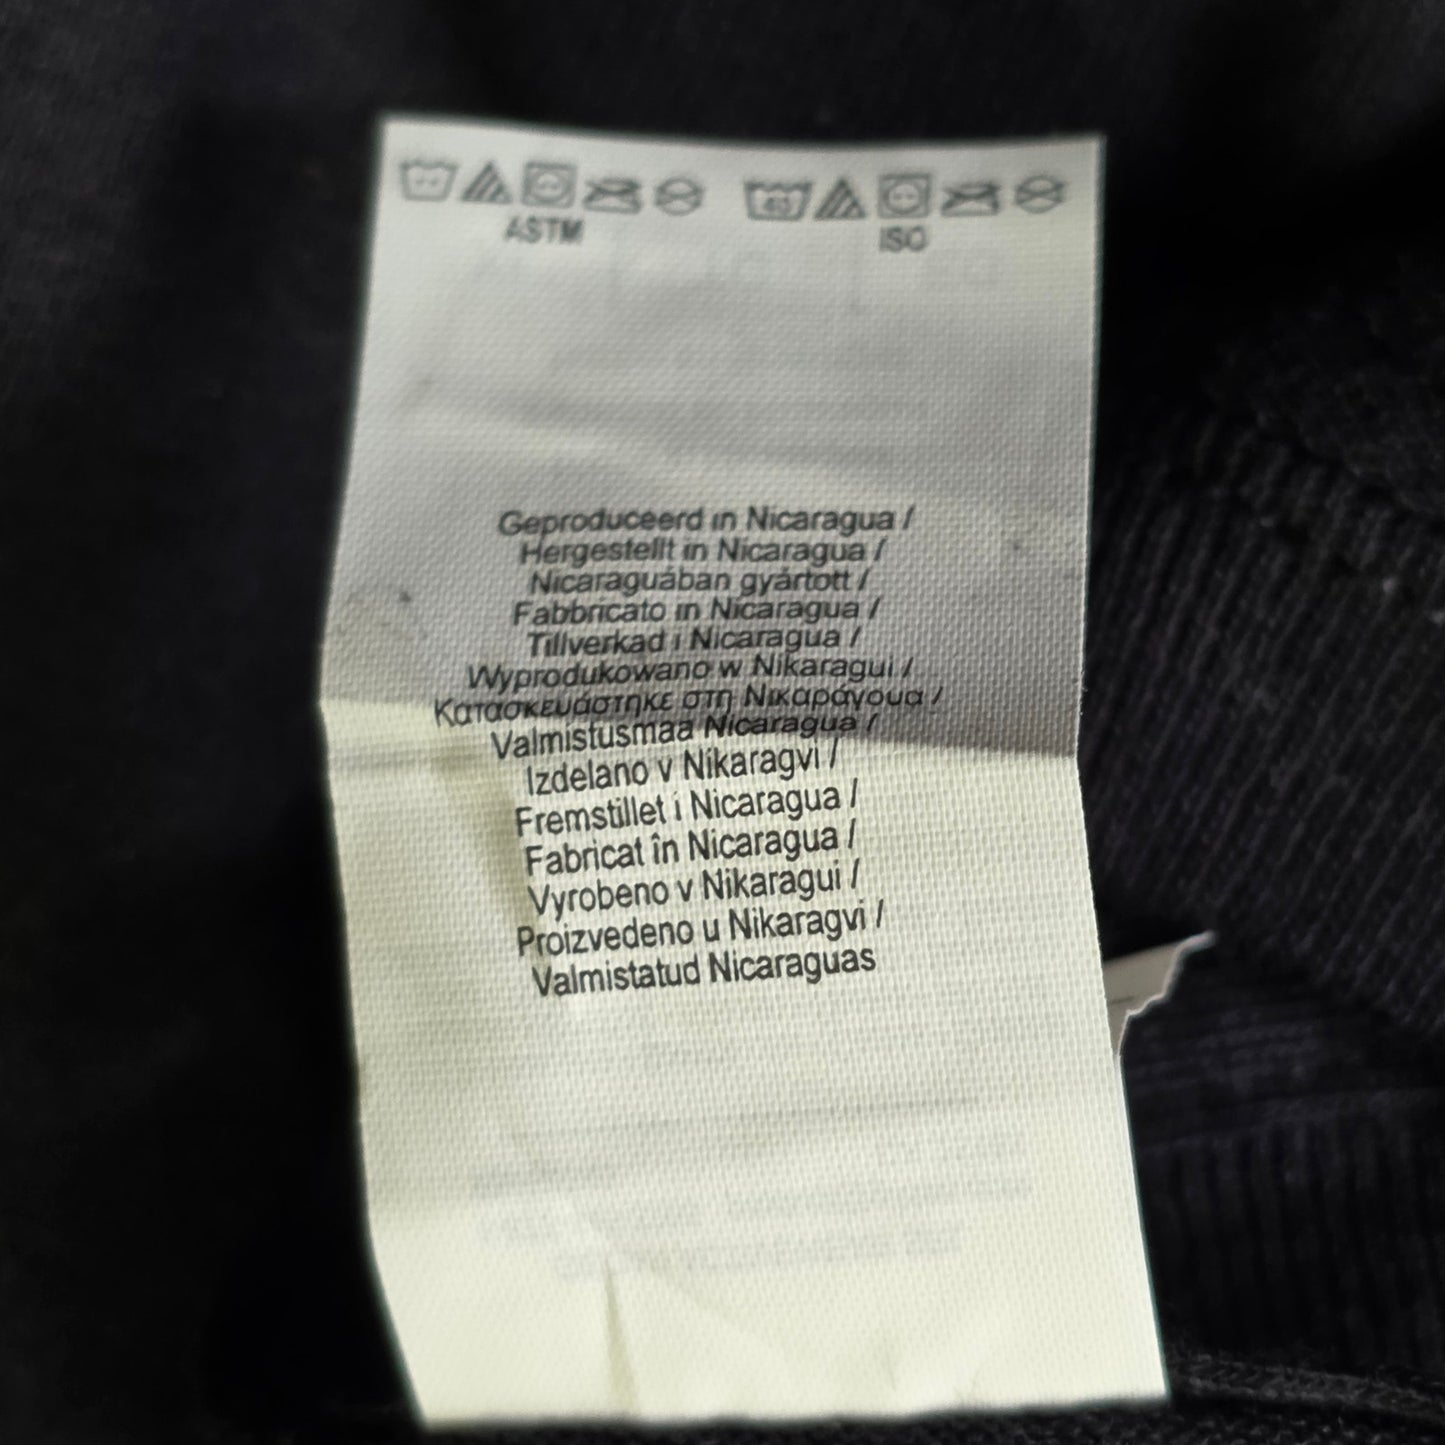 ASTM
ISO
Geproduceerd in Nicaragua /
Hergestellt in Nicaragua /
Nicaraguában gyártott /
Fabbricato in Nicaragua /
Tillverkad i Nicaragua /
Wyprodukowano w Nikaragui /
Κατασκευάστηκε στη Νικαράγουα /
Valmistusmaa Nicaragua /
Izdelano v Nikaragvi /
Fremstillet i Nicaragua /
Fabricat în Nicaragua /
Vyrobeno v Nikaragui /
Proizvedeno u Nikaragvi /
Valmistatud Nicaraguas